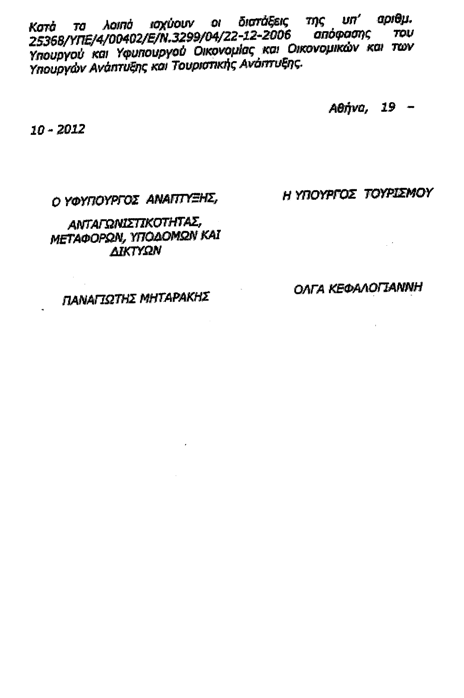 Κατά τα λοιπά ισχύουν οι διατάξεις της υπ' αριθμ.
25368/ΥΠΕ/4/00402/Ε/Ν.3299/04/22-12-2006 απόφασης του
Υπουργού και Υφυπουργού Οικονομίας και Οικονομικών και των
Υπουργών Ανάπτυξης και Τουριστικής Ανάπτυξης.
Αθήνα, 19 –
10 - 2012
Ο ΥΦΥΠΟΥΡΓΟΣ ΑΝΑΠΤΥΞΗΣ,
ΑΝΤΑΓΩΝΙΣΤΙΚΟΤΗΤΑΣ,
ΜΕΤΑΦΟΡΩΝ, ΥΠΟΔΟΜΩΝ ΚΑΙ
ΔΙΚΤΥΩΝ
Η ΥΠΟΥΡΓΟΣ ΤΟΥΡΙΣΜΟΥ
ΠΑΝΑΓΙΩΤΗΣ ΜΗΤΑΡΑΚΗΣ
ΟΛΓΑ ΚΕΦΑΛΟΓΙΑΝΝΗ